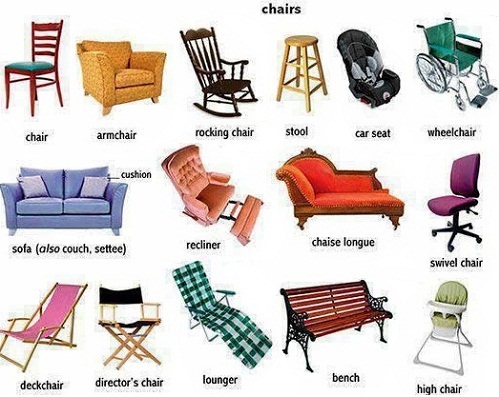 chairs
chair
armchair
rocking chair
stool
car seat
wheelchair
cushion
sofa (also couch, settee)
recliner
chaise longue
swivel chair
deckchair
director's chair
lounger
bench
high chair